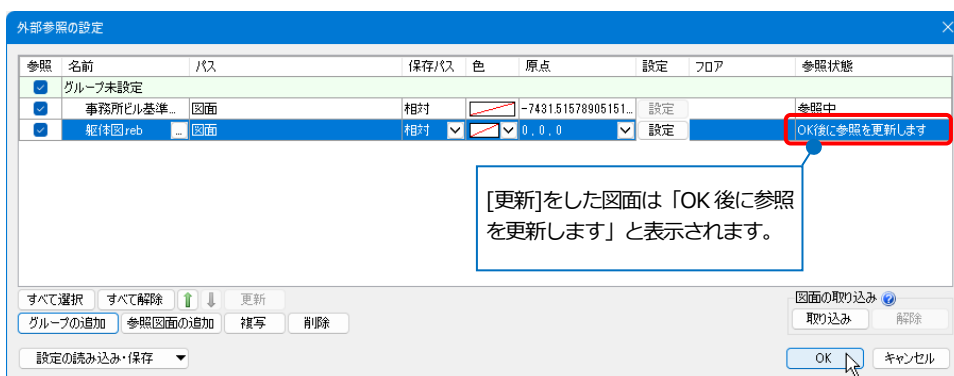 外部参照の設定
参照 名前 パス 保存パス 色 原点 設定 フロア 参照状態
グループ未設定
事務所ビル基準... 図面 相対 -7431.51578905151... 設定 参照中
躯体図.reb ... 図面 相対 0, 0, 0 設定 OK後に参照を更新します
[更新]をした図面は「OK 後に参照
を更新します」と表示されます。
すべて選択 すべて解除 更新
図面の取り込み
グループの追加 参照図面の追加 複写 削除 取り込み 解除
設定の読み込み・保存 OK キャンセル